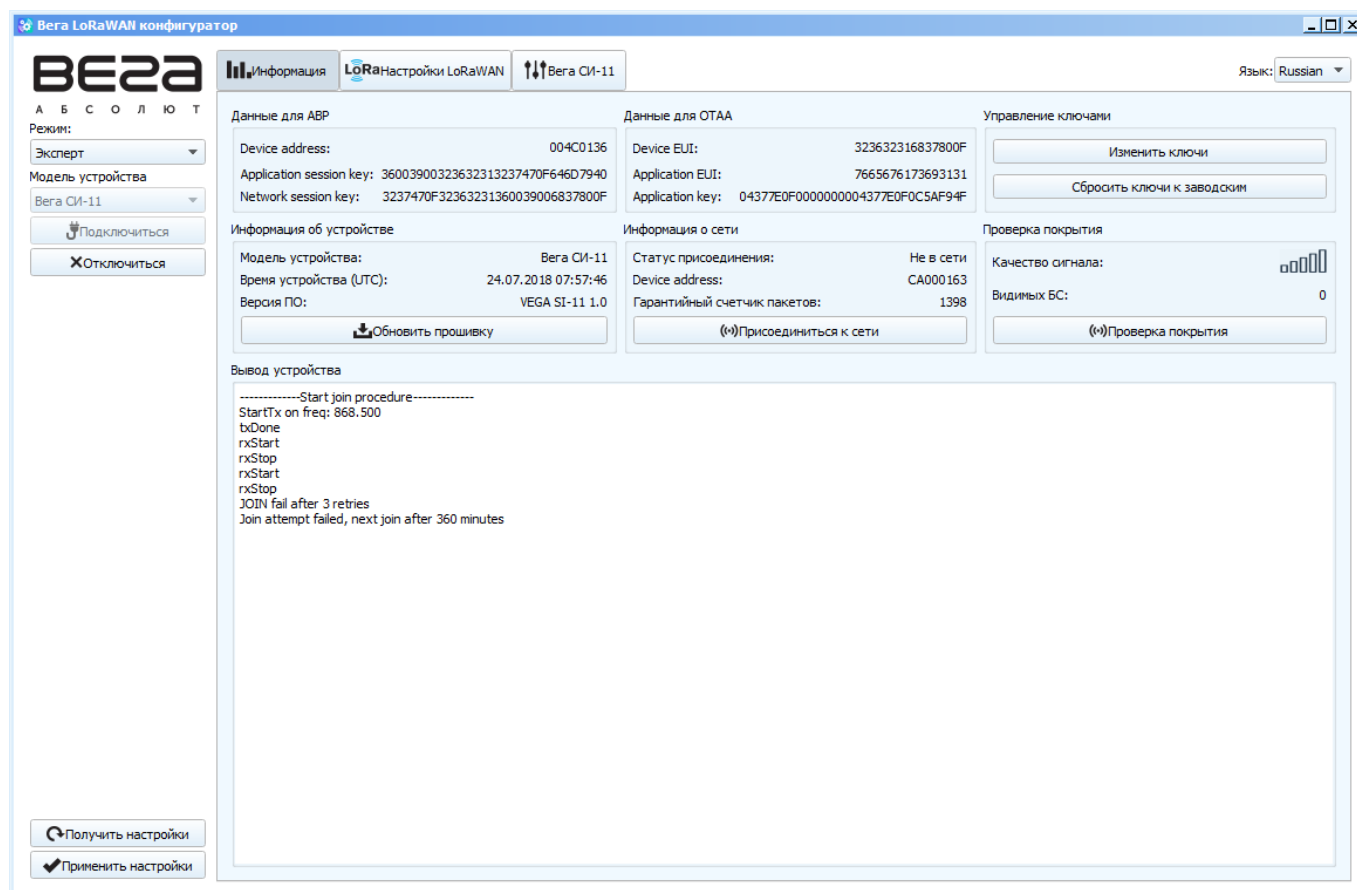 Вега LoRaWAN конфигуратор
ВЕГА
АБСОЛЮТ
Режим:
Эксперт
Модель устройства
Вега СИ-11
Подключиться
Отключиться
Получить настройки
Применить настройки
Информация
LoRa Настройки LoRaWAN
Вега СИ-11
Язык: Russian
Данные для ABP
Device address: 004C0136
Application session key: 36003900323632313237470F646D7940
Network session key: 3237470F32363231360039006837800F
Данные для OTAA
Device EUI: 323632316837800F
Application EUI: 7665676173693131
Application key: 04377E0F0000000004377E0F0C5AF94F
Управление ключами
Изменить ключи
Сбросить ключи к заводским
Информация об устройстве
Модель устройства: Вега СИ-11
Время устройства (UTC): 24.07.2018 07:57:46
Версия ПО: VEGA SI-11 1.0
Обновить прошивку
Информация о сети
Статус присоединения: Не в сети
Device address: CA000163
Гарантийный счетчик пакетов: 1398
Присоединиться к сети
Проверка покрытия
Качество сигнала:
Видимых БС: 0
Проверка покрытия
Вывод устройства
-------------Start join procedure-------------
StartTx on freq: 868.500
txDone
rxStart
rxStop
rxStart
rxStop
JOIN fail after 3 retries
Join attempt failed, next join after 360 minutes